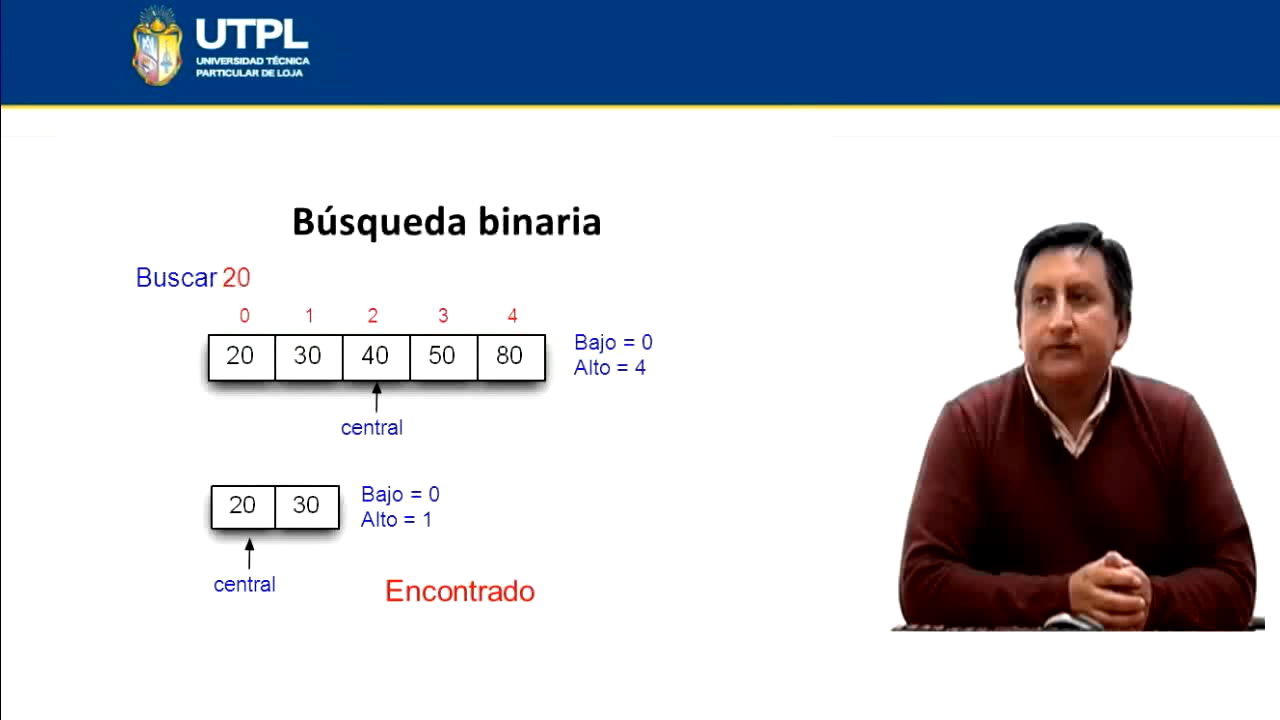 UTPL
UNIVERSIDAD TÉCNICA
PARTICULAR DE LOJA
Búsqueda binaria
Buscar 20
0 1 2 3 4
20 30 40 50 80
Bajo = 0
Alto = 4
central
20 30
Bajo = 0
Alto = 1
central
Encontrado